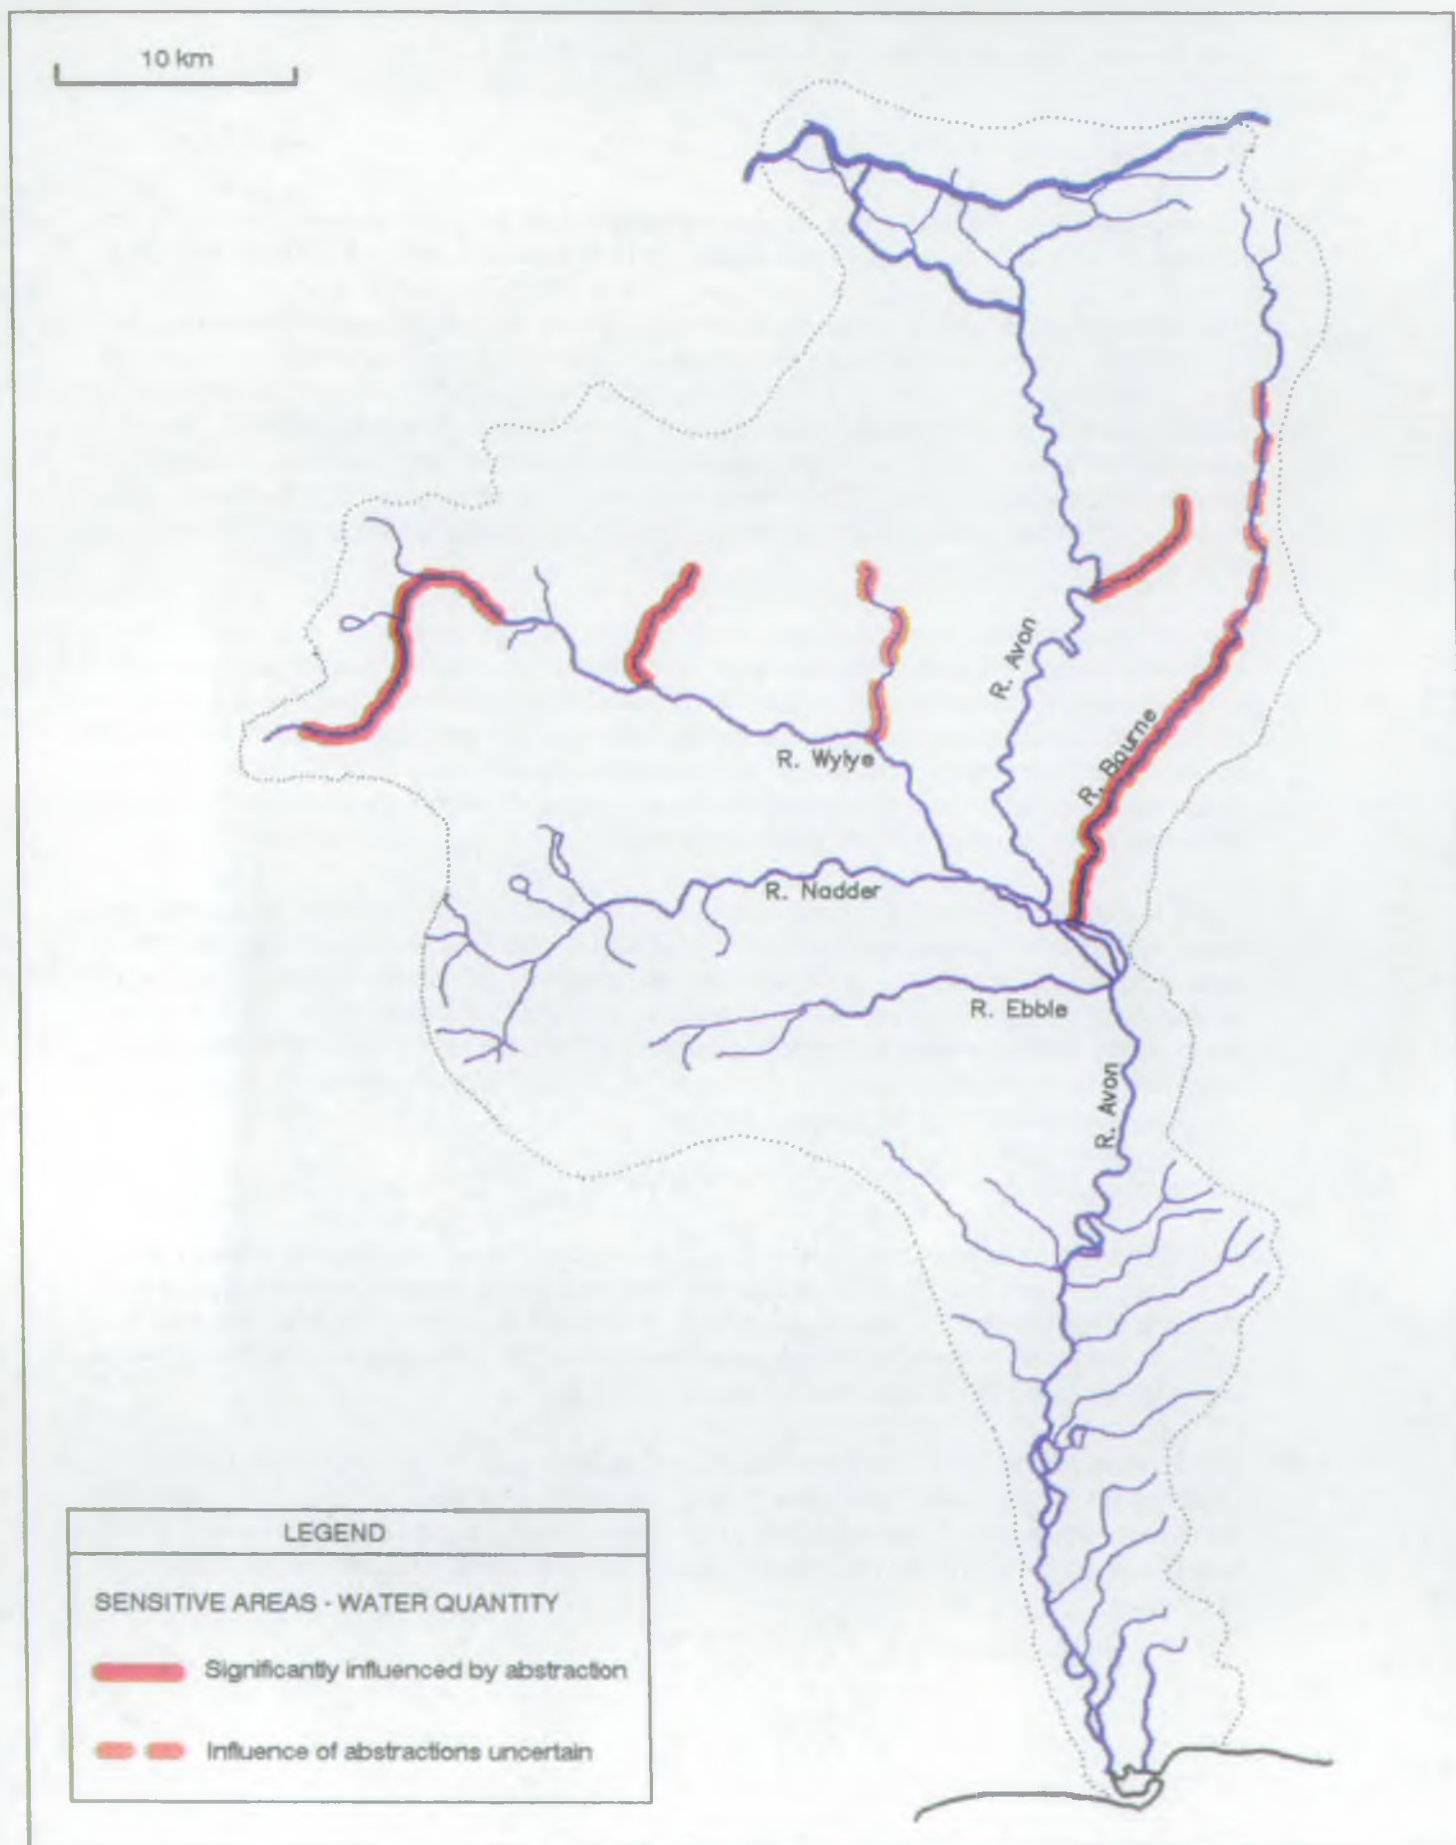 10 km
R. Avon
R. Bourne
R. Wylye
R. Nadder
R. Ebble
R. Avon
LEGEND
SENSITIVE AREAS - WATER QUANTITY
Significantly influenced by abstraction
Influence of abstractions uncertain